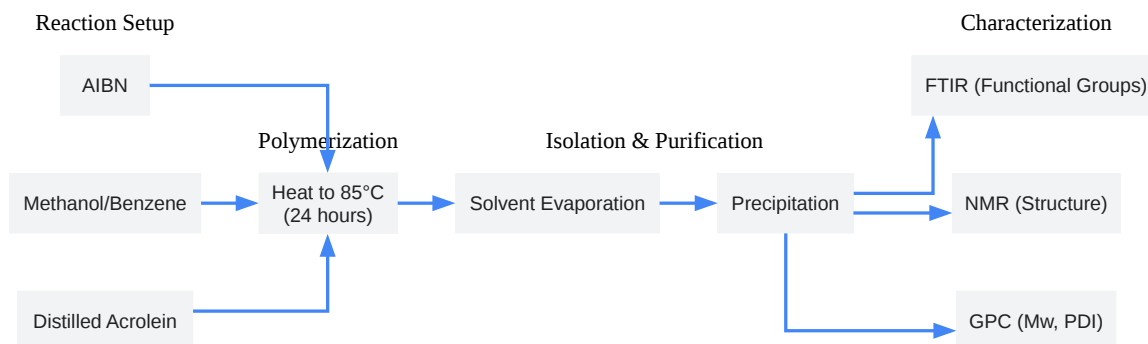 Reaction Setup
Characterization
AIBN
FTIR (Functional Groups)
Polymerization
Isolation & Purification
Methanol/Benzene
Heat to 85°C
(24 hours)
Solvent Evaporation
Precipitation
NMR (Structure)
Distilled Acrolein
GPC (Mw, PDI)